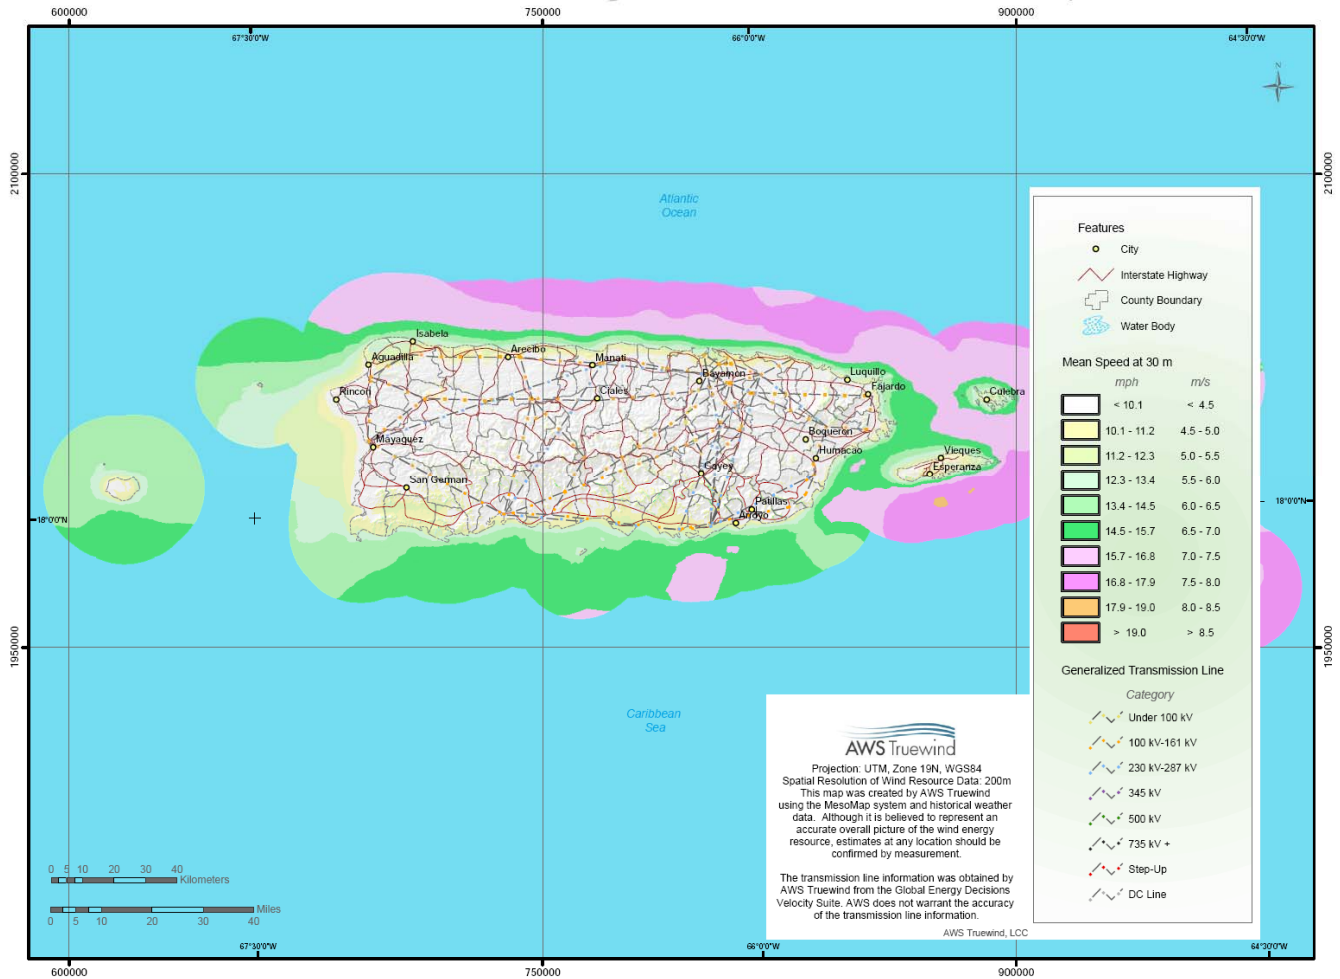 600000
750000
900000
67°30'0"W
66°0'0"W
64°30'0"W
N
2100000
2100000
Atlantic
Ocean
Isabela
Aguadilla
Arecibo
Manati
Rincon
Ciales
Bayamon
Luquillo
Fajardo
Culebra
Mayaguez
Boqueron
Humacao
San German
Cayey
Vieques
Esperanza
Patillas
Arroyo
18°0'0"N
18°0'0"N
1950000
1950000
Caribbean
Sea
Features
City
Interstate Highway
County Boundary
Water Body
Mean Speed at 30 m
mph m/s
< 10.1 < 4.5
10.1 - 11.2 4.5 - 5.0
11.2 - 12.3 5.0 - 5.5
12.3 - 13.4 5.5 - 6.0
13.4 - 14.5 6.0 - 6.5
14.5 - 15.7 6.5 - 7.0
15.7 - 16.8 7.0 - 7.5
16.8 - 17.9 7.5 - 8.0
17.9 - 19.0 8.0 - 8.5
> 19.0 > 8.5
Generalized Transmission Line
Category
Under 100 kV
100 kV-161 kV
230 kV-287 kV
345 kV
500 kV
735 kV +
Step-Up
DC Line
AWS Truewind
Projection: UTM, Zone 19N, WGS84
Spatial Resolution of Wind Resource Data: 200m
This map was created by AWS Truewind
using the MesoMap system and historical weather
data. Although it is believed to represent an
accurate overall picture of the wind energy
resource, estimates at any location should be
confirmed by measurement.
The transmission line information was obtained by
AWS Truewind from the Global Energy Decisions
Velocity Suite. AWS does not warrant the accuracy
of the transmission line information.
AWS Truewind, LCC
0 5 10 20 30 40
Kilometers
Miles
0 5 10 20 30 40
67°30'0"W
66°0'0"W
64°30'0"W
600000
750000
900000